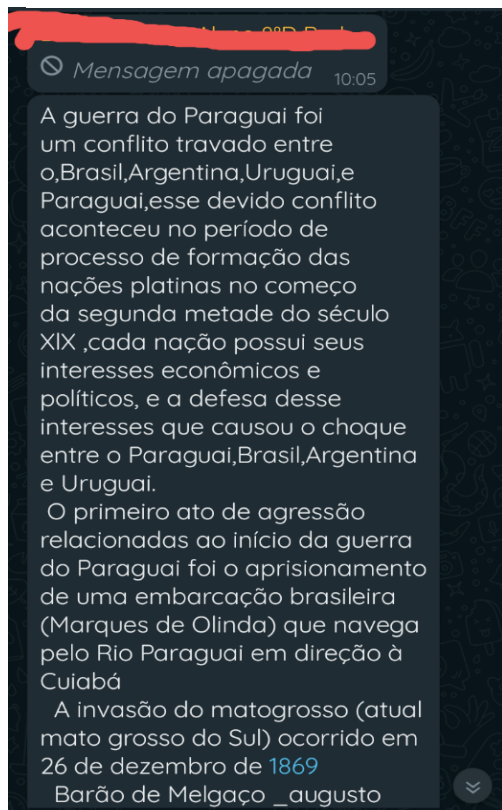 Mensagem apagada 10:05
A guerra do Paraguai foi
um conflito travado entre
o,Brasil,Argentina,Uruguai,e
Paraguai,esse devido conflito
aconteceu no período de
processo de formação das
nações platinas no começo
da segunda metade do século
XlX ,cada nação possui seus
interesses econômicos e
políticos, e a defesa desse
interesses que causou o choque
entre o Paraguai,Brasil,Argentina
e Uruguai.
O primeiro ato de agressão
relacionadas ao início da guerra
do Paraguai foi o aprisionamento
de uma embarcação brasileira
(Marques de Olinda) que navega
pelo Rio Paraguai em direção à
Cuiabá
A invasão do matogrosso (atual
mato grosso do Sul) ocorrido em
26 de dezembro de 1869
Barão de Melgaço _augusto